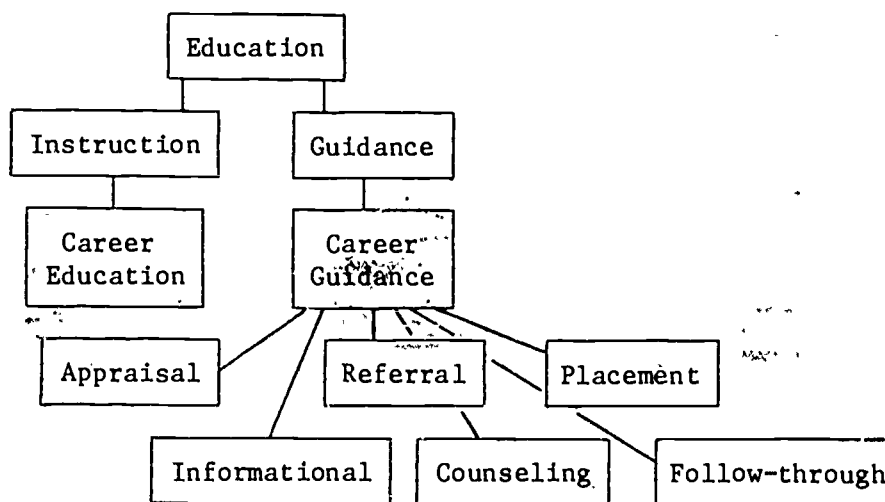 Education
Instruction
Guidance
Career
Education
Career
Guidance
Appraisal
Referral
Placement
Informational
Counseling
Follow-through